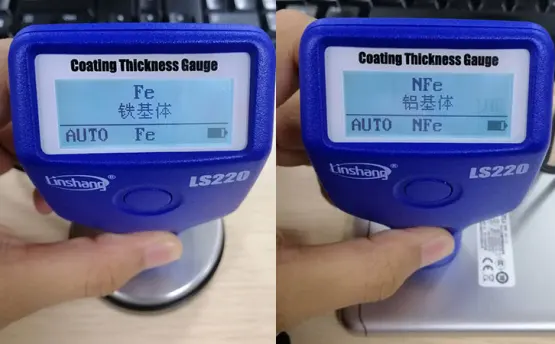 Coating Thickness Gauge
Fe
铁基体
AUTO Fe
Linshang®
LS220
Coating Thickness Gauge
NFe
铝基体
AUTO NFe
Linshang®
LS220
CE